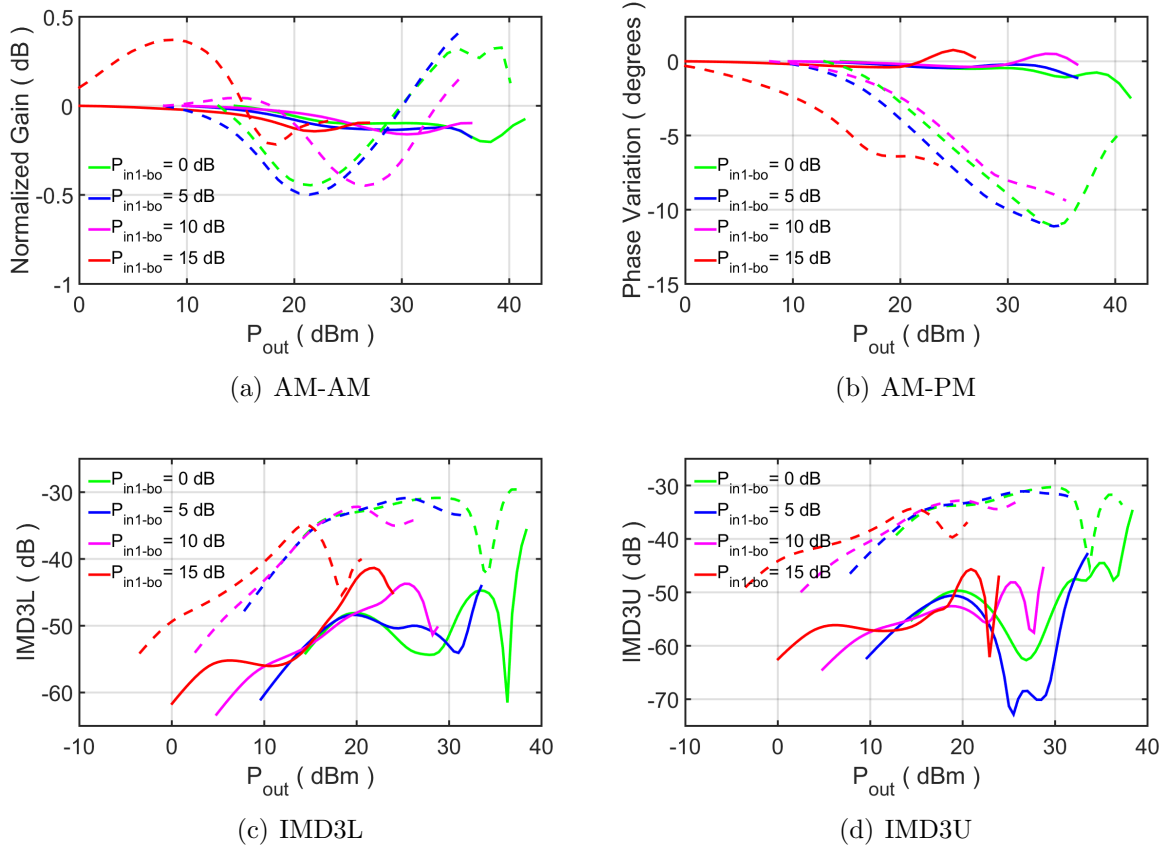 Normalized Gain ( dB )
0.5
0
-0.5
-1
P_in1-bo = 0 dB
P_in1-bo = 5 dB
P_in1-bo = 10 dB
P_in1-bo = 15 dB
0 10 20 30 40
P_out ( dBm )
(a) AM-AM
Phase Variation ( degrees )
0
-5
-10
-15
P_in1-bo = 0 dB
P_in1-bo = 5 dB
P_in1-bo = 10 dB
P_in1-bo = 15 dB
0 10 20 30 40
P_out ( dBm )
(b) AM-PM
IMD3L ( dB )
-30
-40
-50
-60
P_in1-bo = 0 dB
P_in1-bo = 5 dB
P_in1-bo = 10 dB
P_in1-bo = 15 dB
-10 0 10 20 30 40
P_out ( dBm )
(c) IMD3L
IMD3U ( dB )
-30
-40
-50
-60
-70
P_in1-bo = 0 dB
P_in1-bo = 5 dB
P_in1-bo = 10 dB
P_in1-bo = 15 dB
-10 0 10 20 30 40
P_out ( dBm )
(d) IMD3U